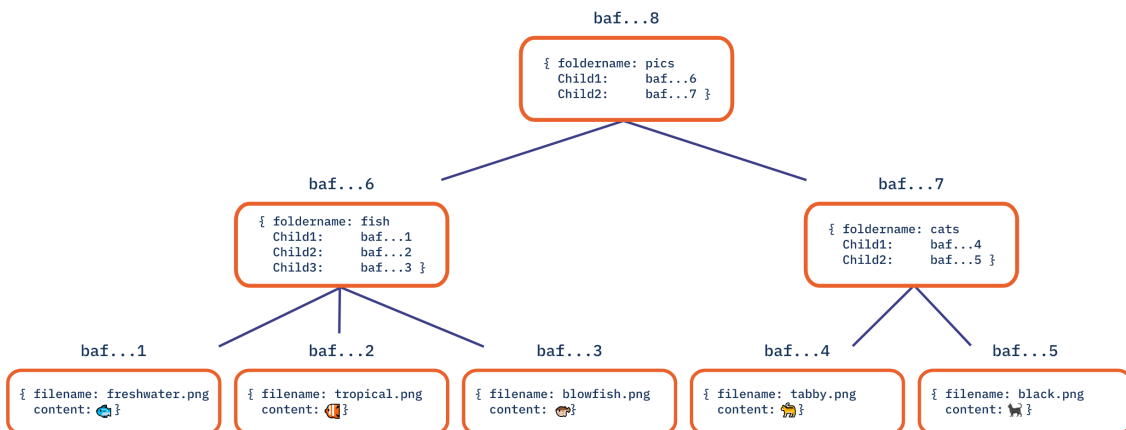 baf...8
{ foldername: pics
Child1: baf...6
Child2: baf...7 }
baf...6
{ foldername: fish
Child1: baf...1
Child2: baf...2
Child3: baf...3 }
baf...7
{ foldername: cats
Child1: baf...4
Child2: baf...5 }
baf...1
{ filename: freshwater.png
content: 🐟 }
baf...2
{ filename: tropical.png
content: 🐠 }
baf...3
{ filename: blowfish.png
content: 🐡 }
baf...4
{ filename: tabby.png
content: 🐈 }
baf...5
{ filename: black.png
content: 🐈‍⬛ }